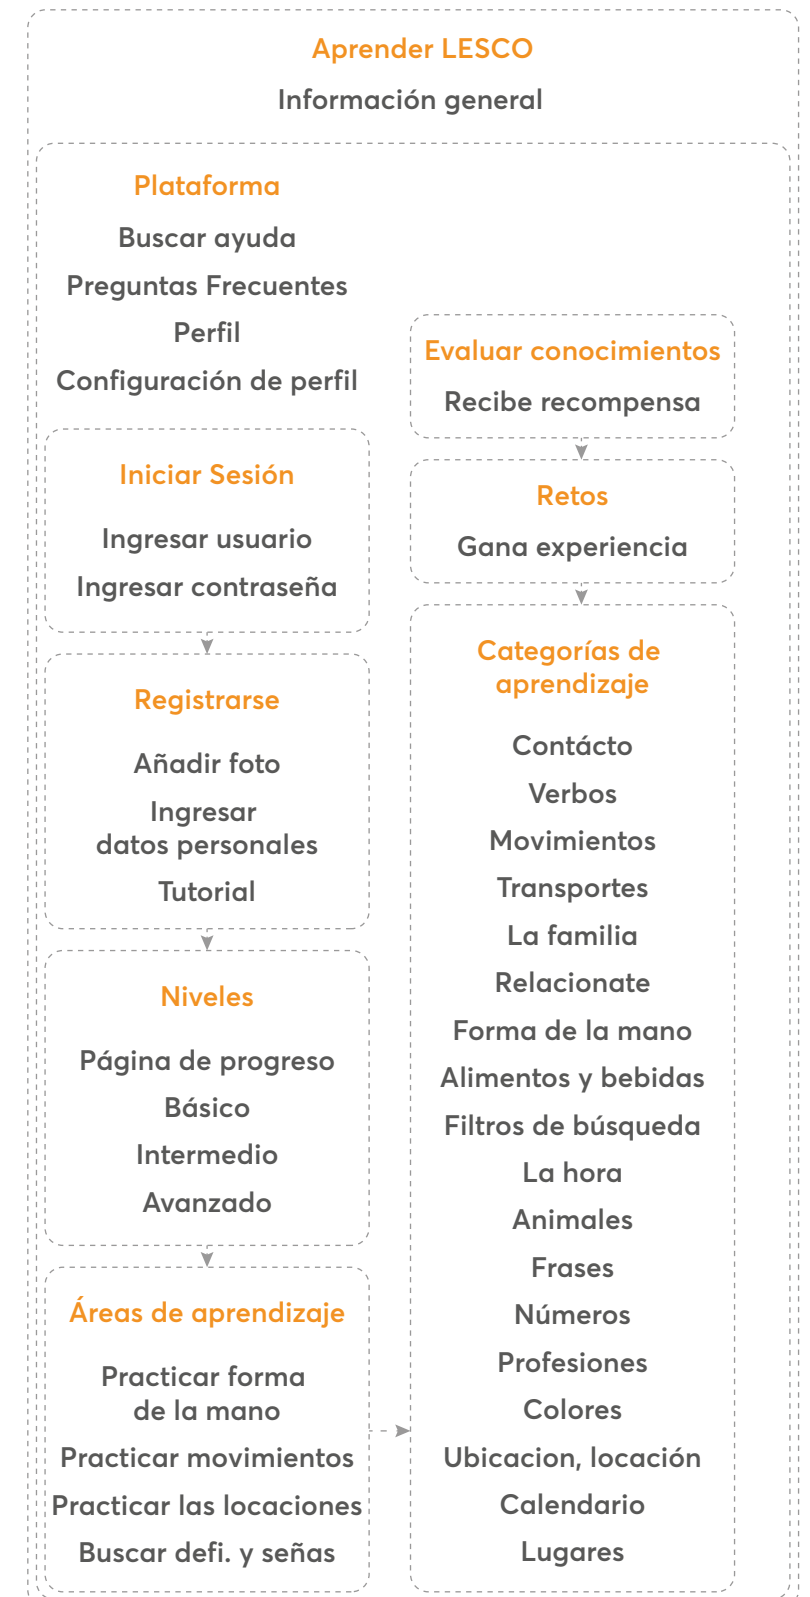 Aprender LESCO
Información general
Plataforma
Buscar ayuda
Preguntas Frecuentes
Perfil
Configuración de perfil
Iniciar Sesión
Ingresar usuario
Ingresar contraseña
Registrarse
Añadir foto
Ingresar
datos personales
Tutorial
Niveles
Página de progreso
Básico
Intermedio
Avanzado
Áreas de aprendizaje
Practicar forma
de la mano
Practicar movimientos
Practicar las locaciones
Buscar defi. y señas
Evaluar conocimientos
Recibe recompensa
Retos
Gana experiencia
Categorías de
aprendizaje
Contácto
Verbos
Movimientos
Transportes
La familia
Relacionate
Forma de la mano
Alimentos y bebidas
Filtros de búsqueda
La hora
Animales
Frases
Números
Profesiones
Colores
Ubicacion, locación
Calendario
Lugares